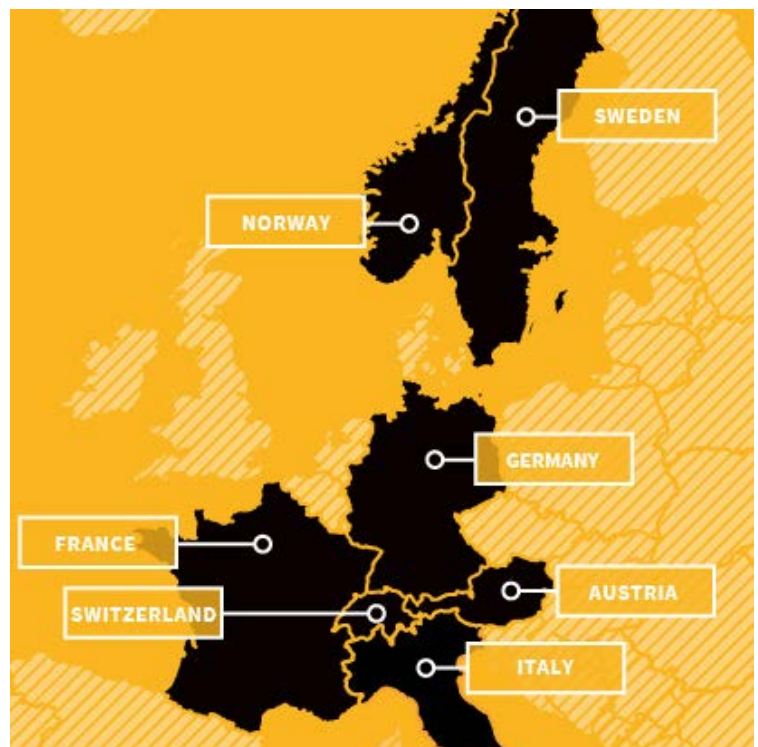 SWEDEN
NORWAY
GERMANY
FRANCE
AUSTRIA
SWITZERLAND
ITALY